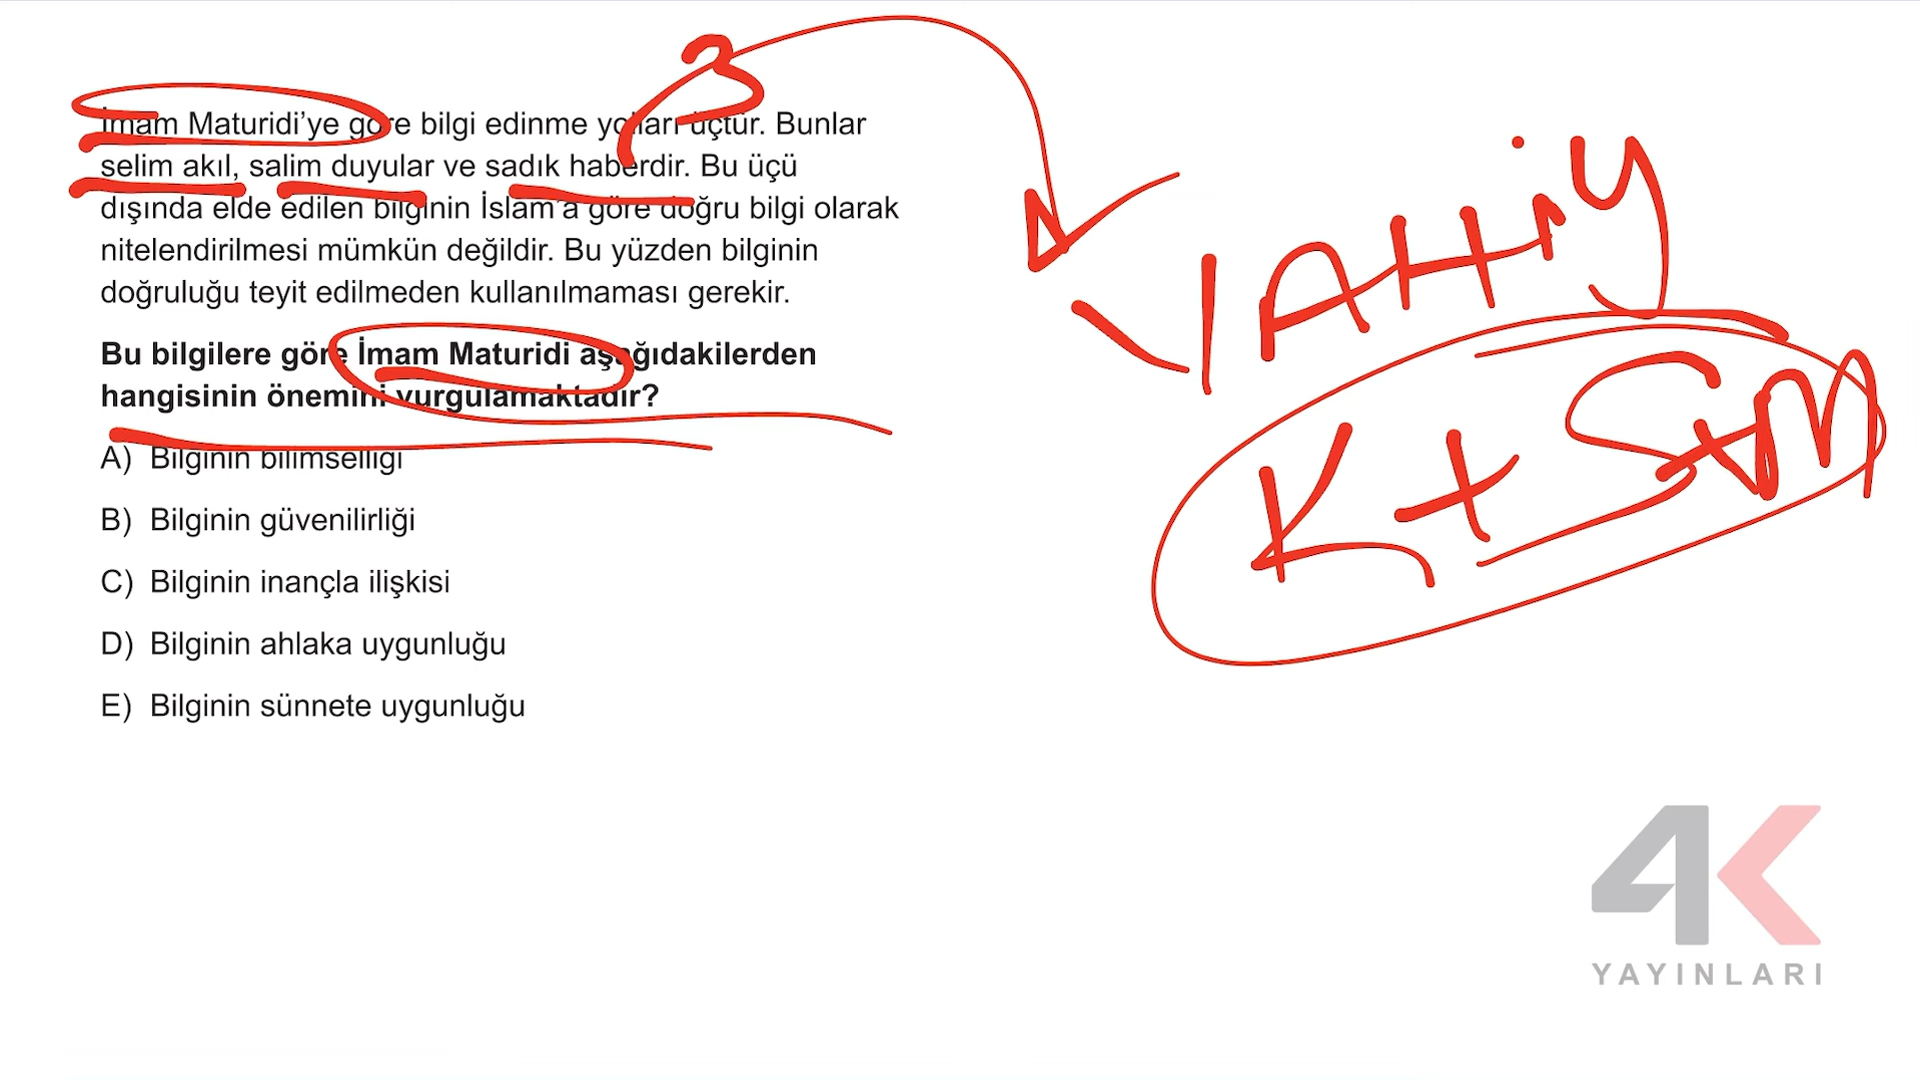 İmam Maturidi’ye göre bilgi edinme yolları üçtür. Bunlar
selim akıl, salim duyular ve sadık haberdir. Bu üçü
dışında elde edilen bilginin İslam’a göre doğru bilgi olarak
nitelendirilmesi mümkün değildir. Bu yüzden bilginin
doğruluğu teyit edilmeden kullanılmaması gerekir.
Bu bilgilere göre İmam Maturidi aşağıdakilerden
hangisinin önemini vurgulamaktadır?
A) Bilginin bilimselliği
B) Bilginin güvenilirliği
C) Bilginin inançla ilişkisi
D) Bilginin ahlaka uygunluğu
E) Bilginin sünnete uygunluğu
3
VAHiy
K+S+M
4K
YAYINLARI